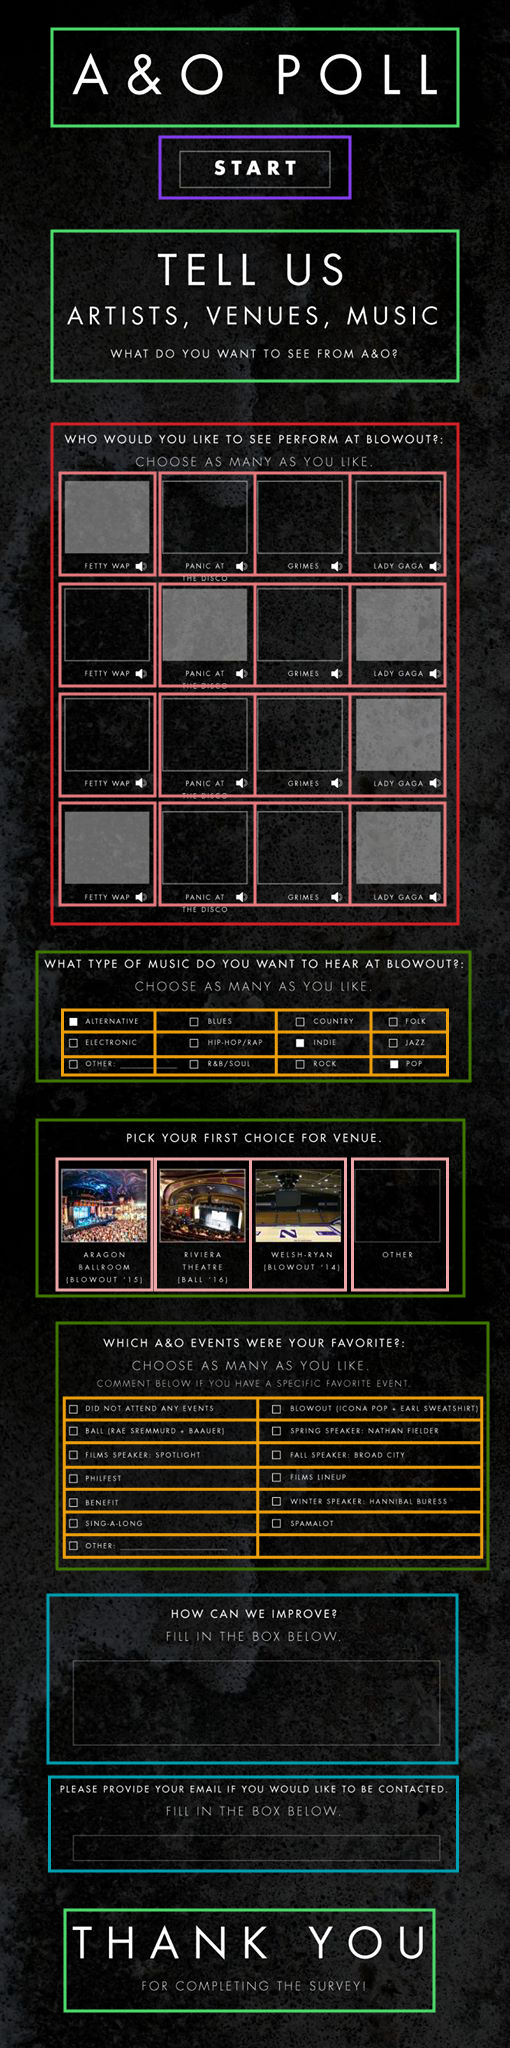 A&O POLL
START
TELL US
ARTISTS, VENUES, MUSIC
WHAT DO YOU WANT TO SEE FROM A&O?
WHO WOULD YOU LIKE TO SEE PERFORM AT BLOWOUT?:
CHOOSE AS MANY AS YOU LIKE.
FETTY WAP PANIC AT GRIMES LADY GAGA
THE DISCO
FETTY WAP PANIC AT GRIMES LADY GAGA
THE DISCO
FETTY WAP PANIC AT GRIMES LADY GAGA
THE DISCO
FETTY WAP PANIC AT GRIMES LADY GAGA
THE DISCO
WHAT TYPE OF MUSIC DO YOU WANT TO HEAR AT BLOWOUT?:
CHOOSE AS MANY AS YOU LIKE.
ALTERNATIVE BLUES COUNTRY FOLK
ELECTRONIC HIP-HOP/RAP INDIE JAZZ
OTHER: ____________ R&B/SOUL ROCK POP
PICK YOUR FIRST CHOICE FOR VENUE.
ARAGON RIVIERA WELSH-RYAN OTHER
BALLROOM THEATRE (BLOWOUT '14)
(BLOWOUT '15) (BALL '16)
WHICH A&O EVENTS WERE YOUR FAVORITE?:
CHOOSE AS MANY AS YOU LIKE.
COMMENT BELOW IF YOU HAVE A SPECIFIC FAVORITE EVENT.
DID NOT ATTEND ANY EVENTS BLOWOUT (ICONA POP + EARL SWEATSHIRT)
BALL (RAE SREMMURD + BAAUER) SPRING SPEAKER: NATHAN FIELDER
FILMS SPEAKER: SPOTLIGHT FALL SPEAKER: BROAD CITY
PHILFEST FILMS LINEUP
BENEFIT WINTER SPEAKER: HANNIBAL BURESS
SING-A-LONG SPAMALOT
OTHER: ____________
HOW CAN WE IMPROVE?
FILL IN THE BOX BELOW.
PLEASE PROVIDE YOUR EMAIL IF YOU WOULD LIKE TO BE CONTACTED.
FILL IN THE BOX BELOW.
THANK YOU
FOR COMPLETING THE SURVEY!